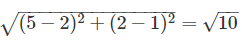 √(5 − 2)² + (2 − 1)² = √10